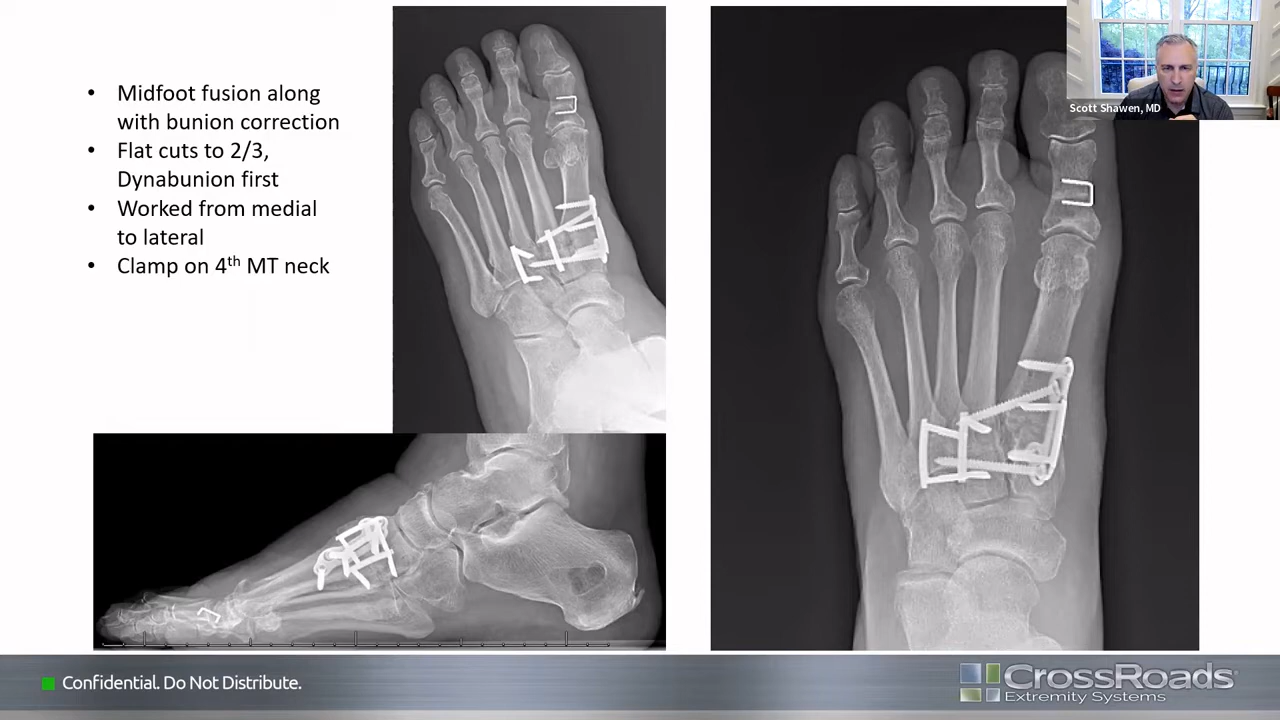 • Midfoot fusion along
with bunion correction
• Flat cuts to 2/3,
Dynabunion first
• Worked from medial
to lateral
• Clamp on 4th MT neck
Scott Shawen, MD
Confidential. Do Not Distribute.
CrossRoads
Extremity Systems